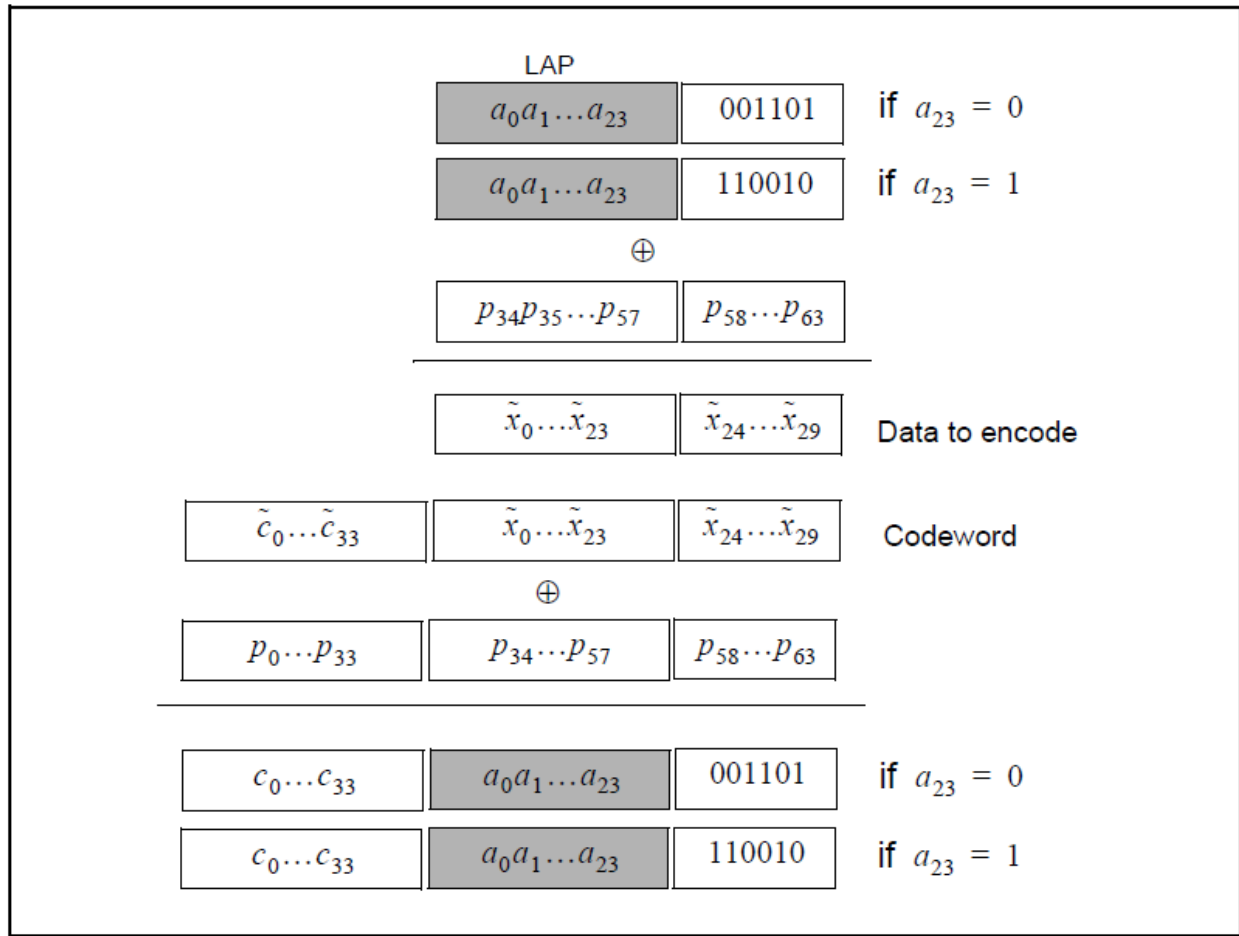 LAP
a₀a₁…a₂₃ 001101 if a₂₃ = 0
a₀a₁…a₂₃ 110010 if a₂₃ = 1
⊕
p₃₄p₃₅…p₅₇ p₅₈…p₆₃
x̃₀…x̃₂₃ x̃₂₄…x̃₂₉ Data to encode
c̃₀…c̃₃₃ x̃₀…x̃₂₃ x̃₂₄…x̃₂₉ Codeword
⊕
p₀…p₃₃ p₃₄…p₅₇ p₅₈…p₆₃
c₀…c₃₃ a₀a₁…a₂₃ 001101 if a₂₃ = 0
c₀…c₃₃ a₀a₁…a₂₃ 110010 if a₂₃ = 1